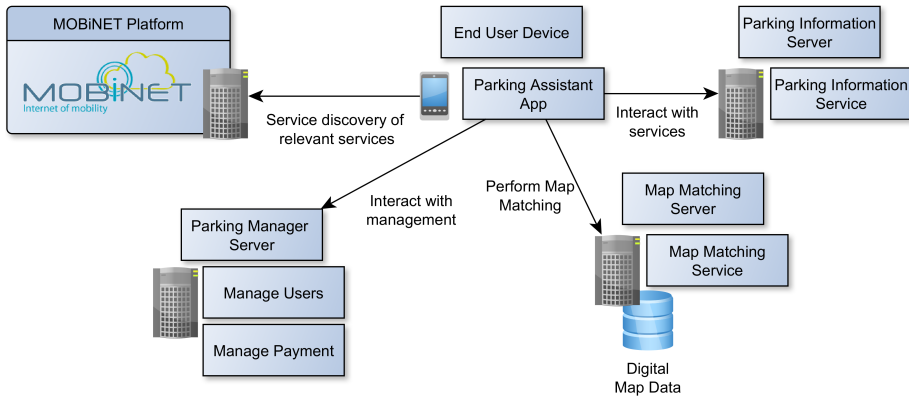 MOBiNET Platform
MOBiNET
Internet of mobility
End User Device
Parking Assistant
App
Parking Information
Server
Parking Information
Service
Service discovery of
relevant services
Interact with
services
Interact with
management
Perform Map
Matching
Parking Manager
Server
Manage Users
Manage Payment
Map Matching
Server
Map Matching
Service
Digital
Map Data